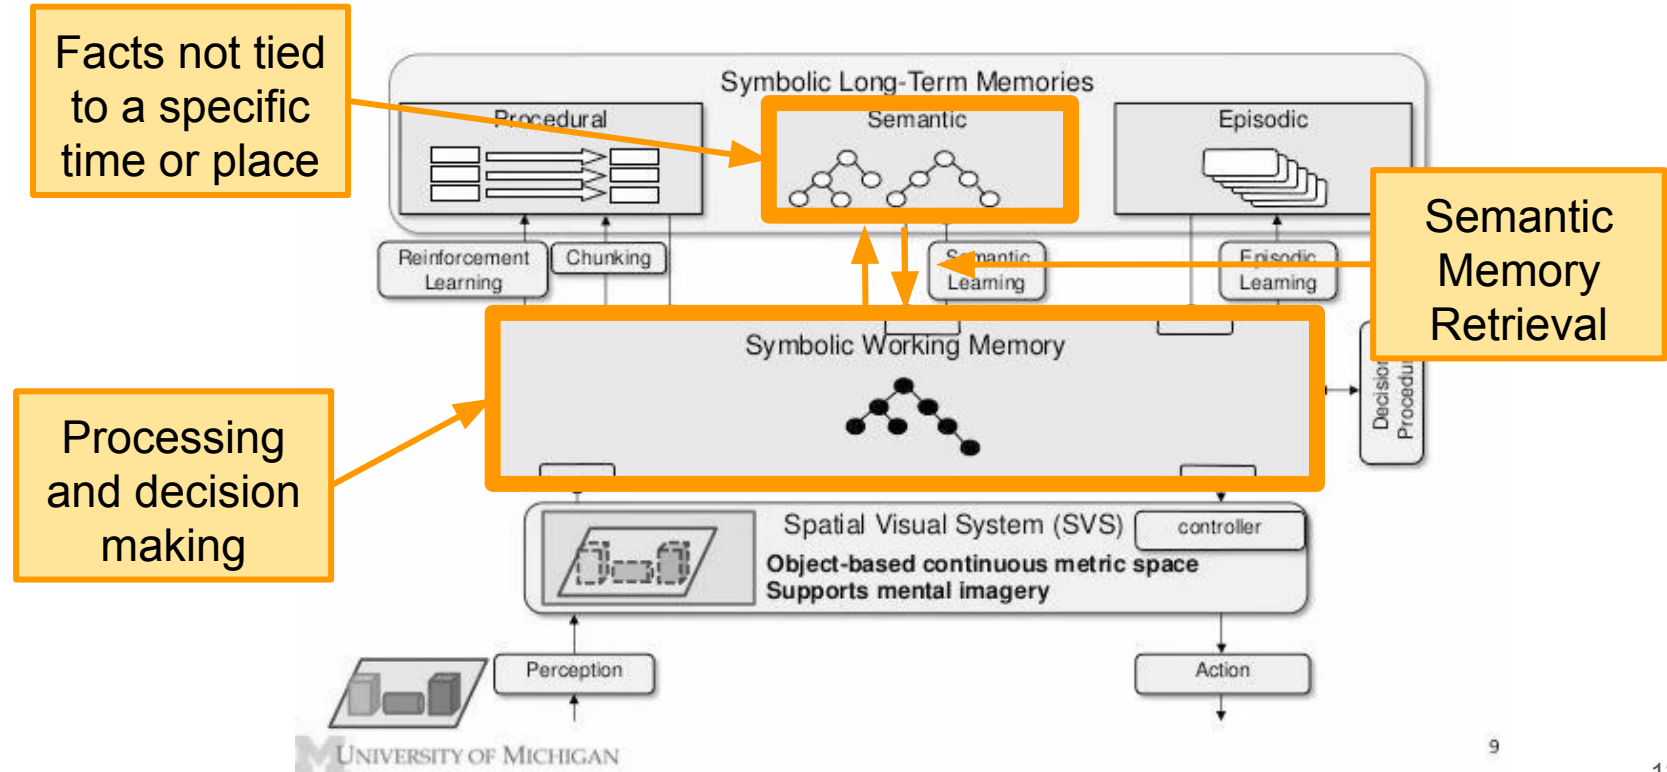 Facts not tied
to a specific
time or place
Symbolic Long-Term Memories
Procedural
Semantic
Episodic
Semantic
Memory
Retrieval
Reinforcement
Learning
Chunking
Semantic
Learning
Episodic
Learning
Symbolic Working Memory
Decision
Procedure
Processing
and decision
making
Spatial Visual System (SVS)
controller
Object-based continuous metric space
Supports mental imagery
Perception
Action
UNIVERSITY OF MICHIGAN
9